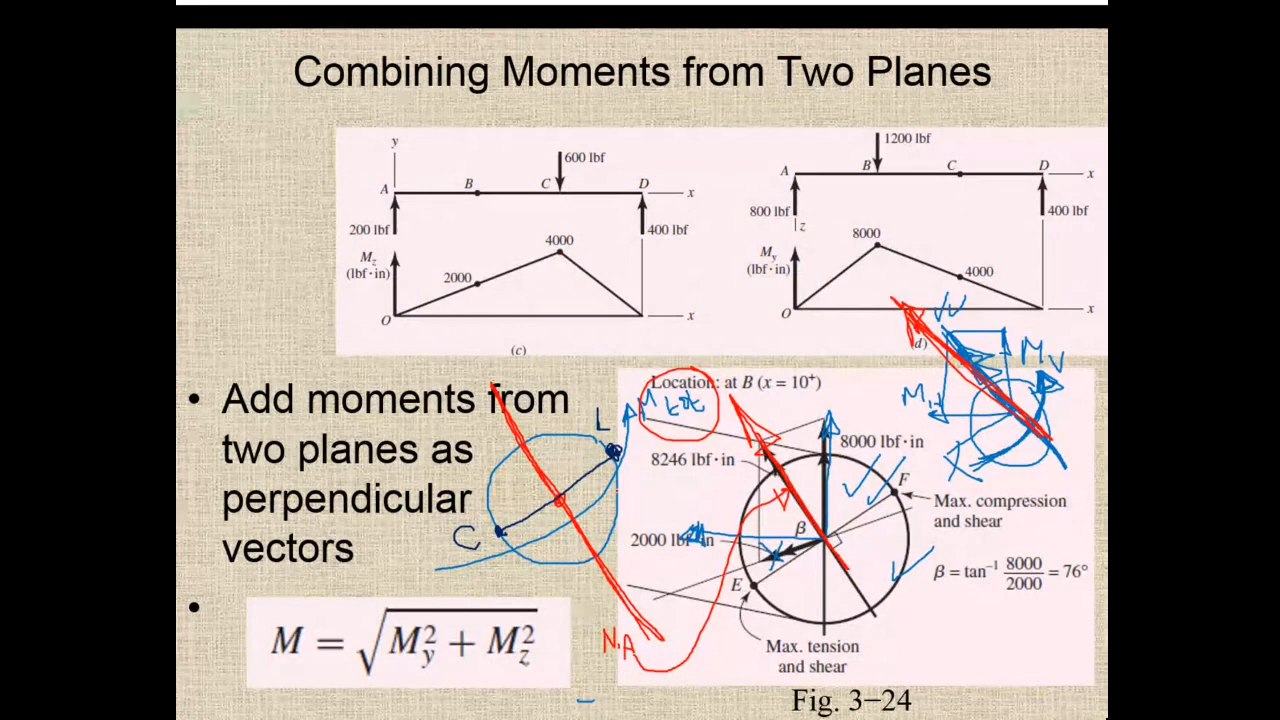 Combining Moments from Two Planes
y
600 lbf
A
B
C
D
x
200 lbf
400 lbf
Mz
(lbf·in)
2000
4000
O
x
(c)
1200 lbf
A
B
C
D
x
800 lbf
z
400 lbf
My
(lbf·in)
8000
4000
O
x
(d)
• Add moments from
two planes as
perpendicular
vectors
•
M = √My² + Mz²
Location: at B (x = 10⁺)
M tot
8246 lbf·in
8000 lbf·in
F
Max. compression
and shear
β
2000 lbf·in
E
β = tan⁻¹ 8000/2000 = 76°
Max. tension
and shear
C
N.A
Fig. 3−24